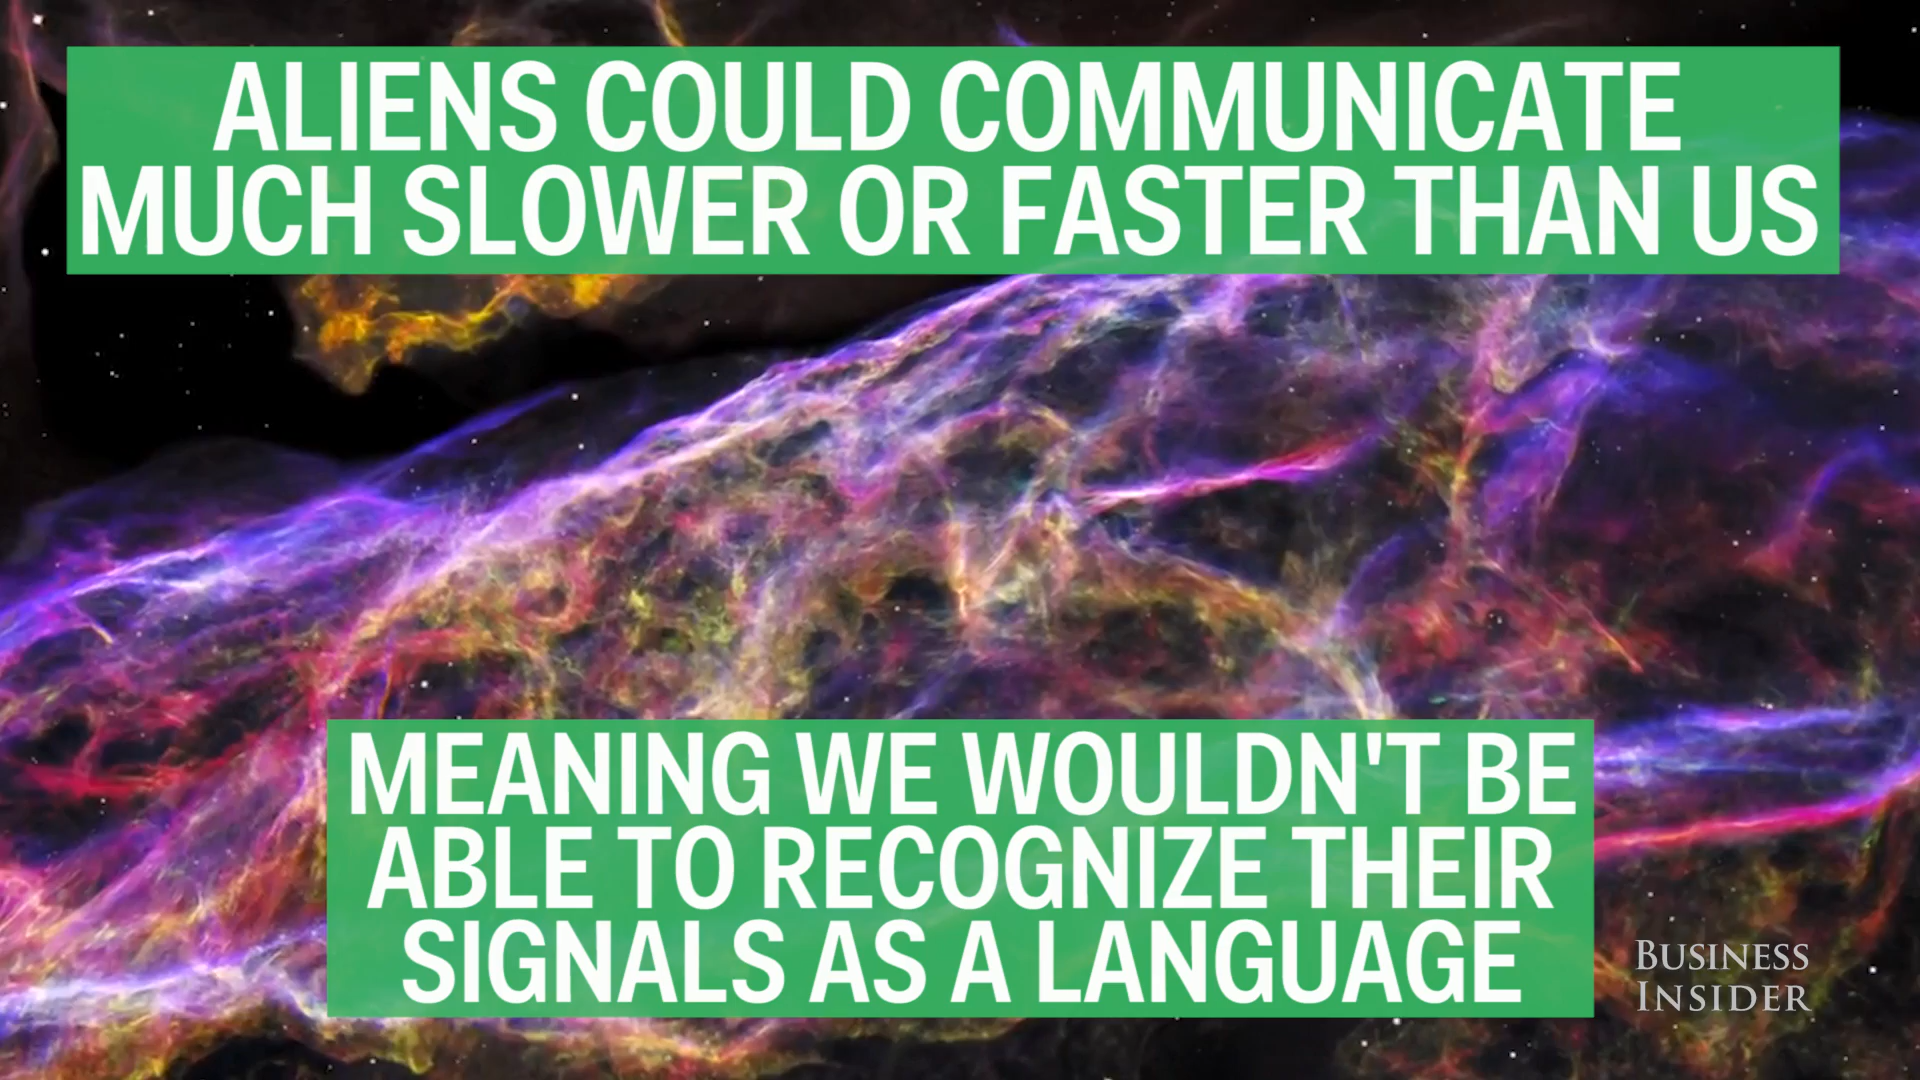 ALIENS COULD COMMUNICATE
MUCH SLOWER OR FASTER THAN US
MEANING WE WOULDN'T BE
ABLE TO RECOGNIZE THEIR
SIGNALS AS A LANGUAGE
BUSINESS
INSIDER